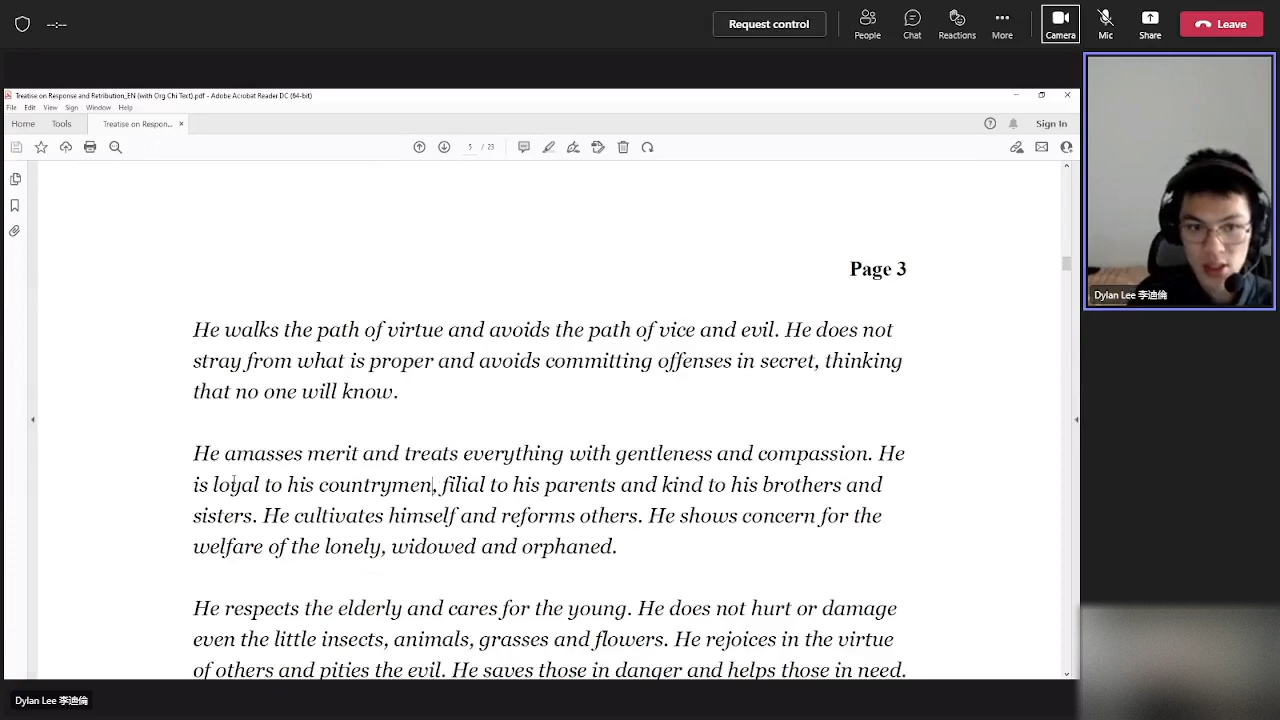 --:--
Request control
People
Chat
Reactions
More
Camera
Mic
Share
Leave
Treatise on Response and Retribution_EN (with Org Chi Text).pdf - Adobe Acrobat Reader DC (64-bit)
File Edit View Sign Window Help
Home Tools Treatise on Respon... × Sign In
5 / 23
Page 3
He walks the path of virtue and avoids the path of vice and evil. He does not
stray from what is proper and avoids committing offenses in secret, thinking
that no one will know.
He amasses merit and treats everything with gentleness and compassion. He
is loyal to his countrymen, filial to his parents and kind to his brothers and
sisters. He cultivates himself and reforms others. He shows concern for the
welfare of the lonely, widowed and orphaned.
He respects the elderly and cares for the young. He does not hurt or damage
even the little insects, animals, grasses and flowers. He rejoices in the virtue
of others and pities the evil. He saves those in danger and helps those in need.
Dylan Lee 李迪倫
Dylan Lee 李迪倫